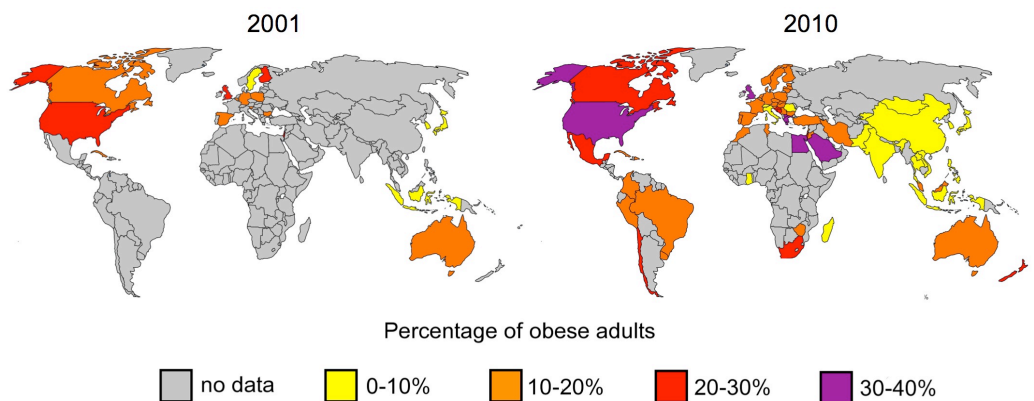 2001 2010
Percentage of obese adults
no data 0-10% 10-20% 20-30% 30-40%